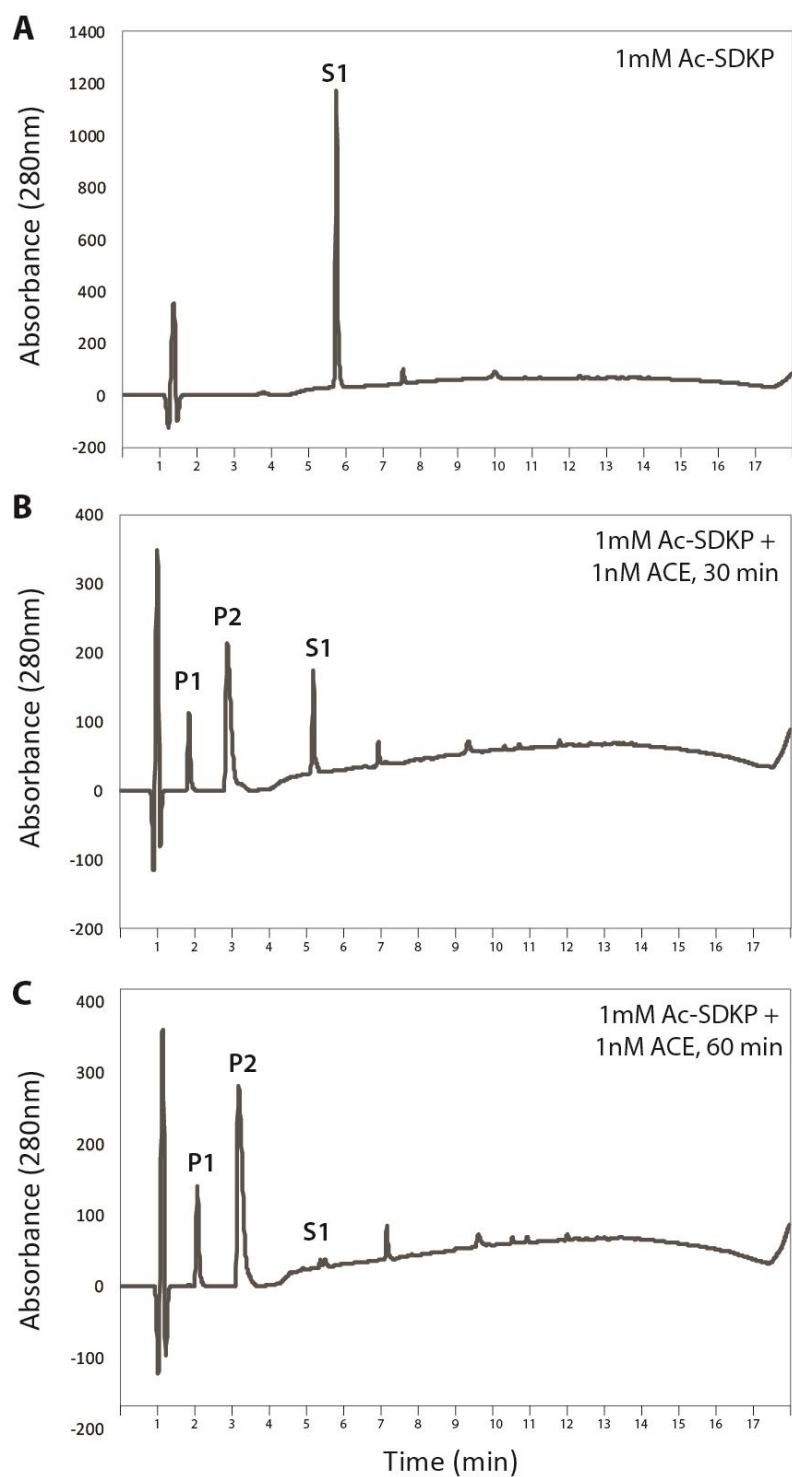 A
1mM Ac-SDKP
S1
Absorbance (280nm)
1400
1200
1000
800
600
400
200
0
-200
1 2 3 4 5 6 7 8 9 10 11 12 13 14 15 16 17
B
1mM Ac-SDKP +
1nM ACE, 30 min
P1
P2
S1
Absorbance (280nm)
400
300
200
100
0
-100
-200
1 2 3 4 5 6 7 8 9 10 11 12 13 14 15 16 17
C
1mM Ac-SDKP +
1nM ACE, 60 min
P1
P2
S1
Absorbance (280nm)
400
300
200
100
0
-100
-200
1 2 3 4 5 6 7 8 9 10 11 12 13 14 15 16 17
Time (min)